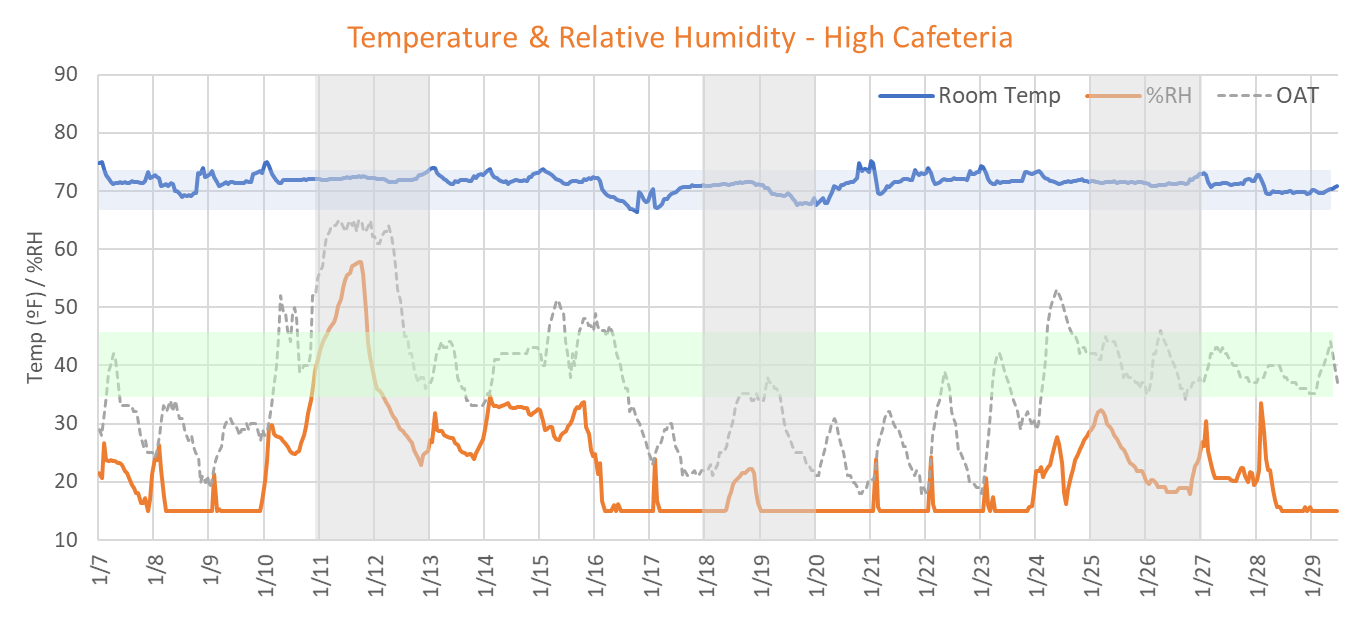 Temperature & Relative Humidity - High Cafeteria
Room Temp %RH OAT
Temp (ºF) / %RH
90
80
70
60
50
40
30
20
10
1/7 1/8 1/9 1/10 1/11 1/12 1/13 1/14 1/15 1/16 1/17 1/18 1/19 1/20 1/21 1/22 1/23 1/24 1/25 1/26 1/27 1/28 1/29